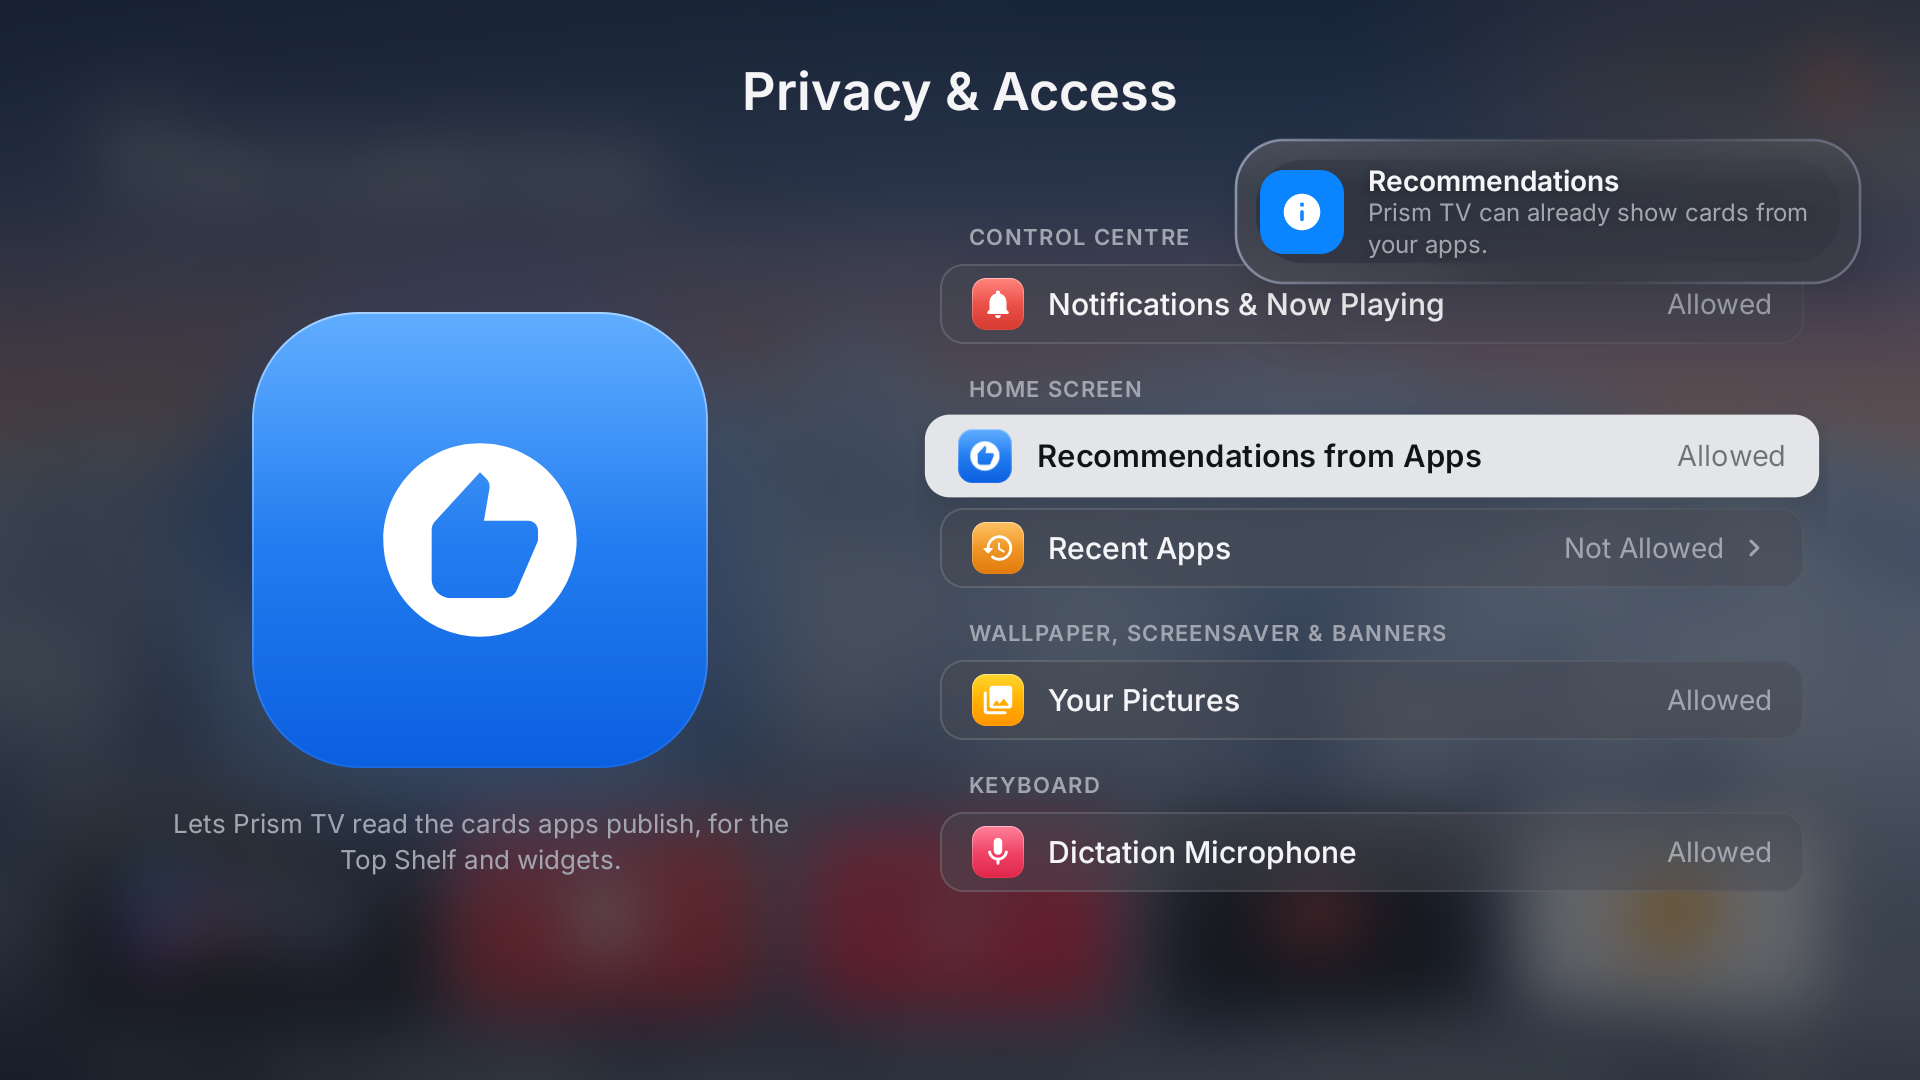 Privacy & Access
Recommendations
Prism TV can already show cards from
your apps.
CONTROL CENTRE
Notifications & Now Playing
Allowed
HOME SCREEN
Recommendations from Apps
Allowed
Recent Apps
Not Allowed
WALLPAPER, SCREENSAVER & BANNERS
Your Pictures
Allowed
KEYBOARD
Dictation Microphone
Allowed
Lets Prism TV read the cards apps publish, for the
Top Shelf and widgets.